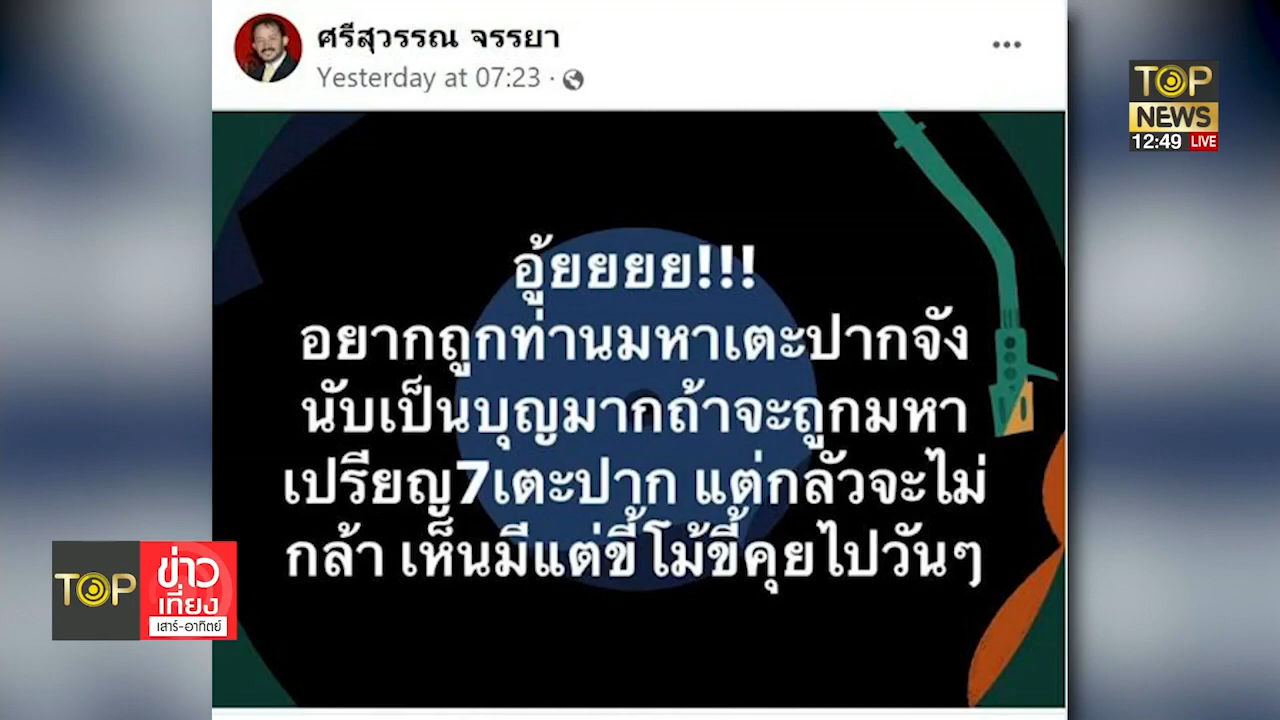 ศรีสุวรรณ จรรยา
Yesterday at 07:23 ·
TOP
NEWS
12:49 LIVE
อู้ยยยย!!!
อยากถูกท่านมหาเตะปากจัง
นับเป็นบุญมากถ้าจะถูกมหา
เปรียญ7เตะปาก แต่กลัวจะไม่
กล้า เห็นมีแต่ขี้โม้ขี้คุยไปวันๆ
TOP
ข่าว
เที่ยง
เสาร์-อาทิตย์